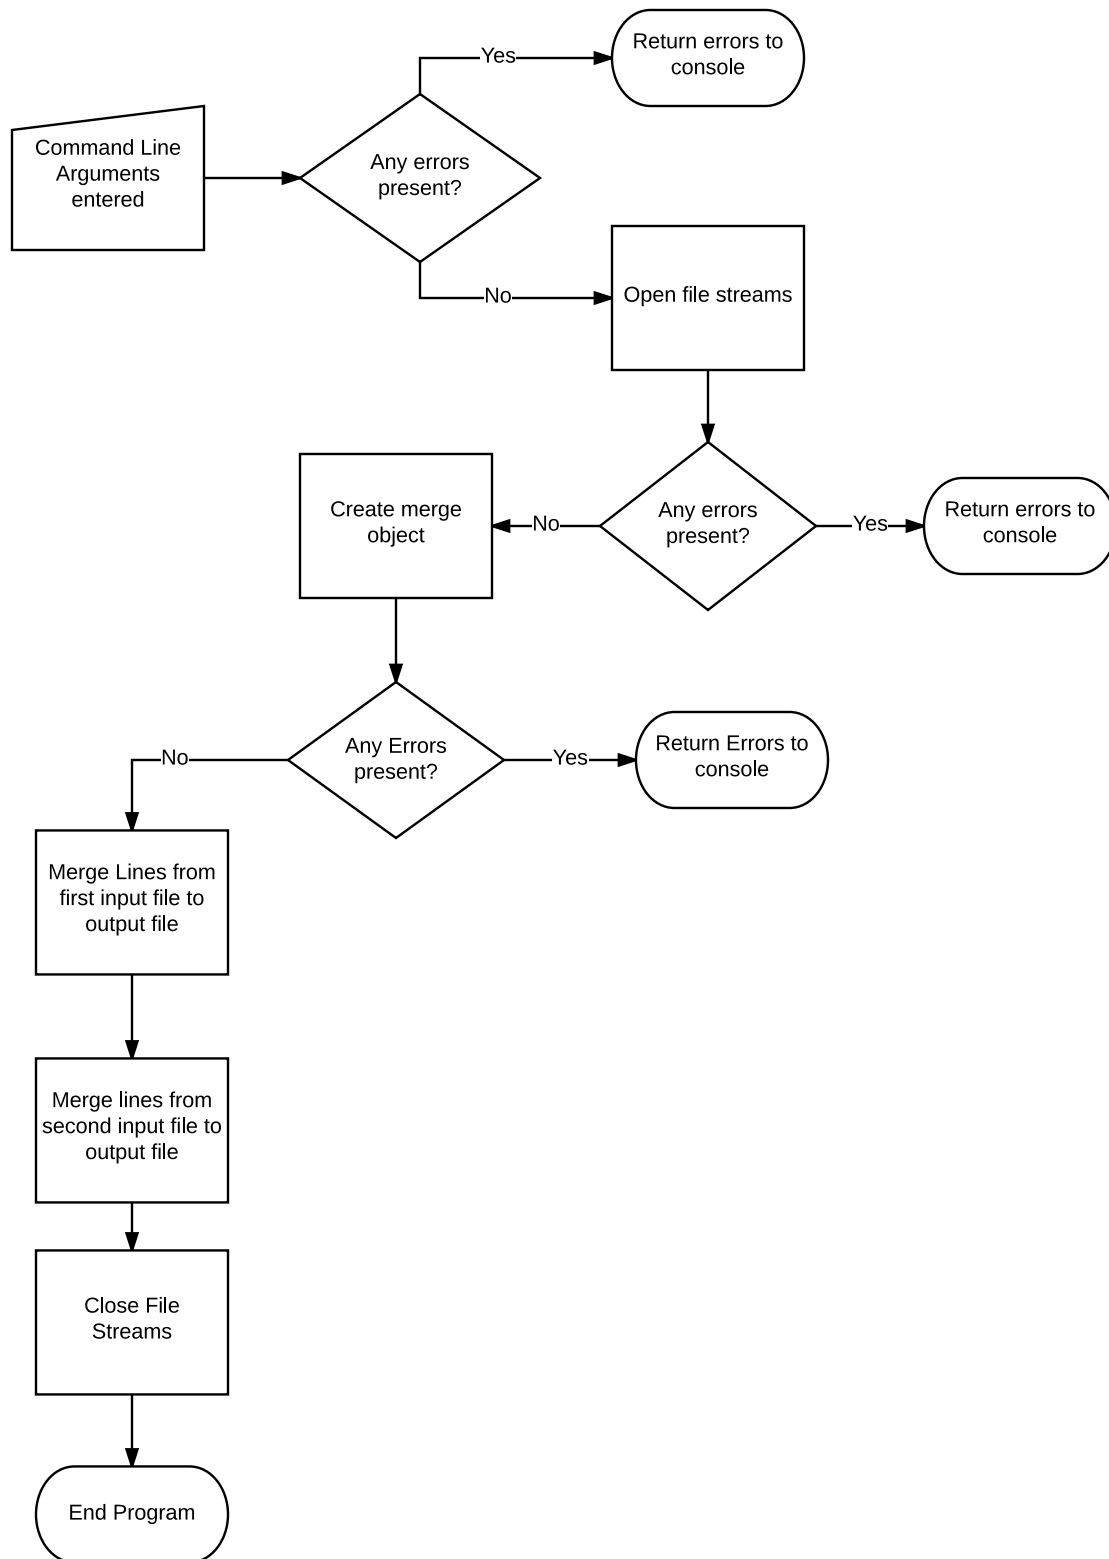 Yes
Return errors to
console
Command Line
Arguments
entered
Any errors
present?
No
Open file streams
Create merge
object
No
Any errors
present?
Yes
Return errors to
console
No
Any Errors
present?
Yes
Return Errors to
console
Merge Lines from
first input file to
output file
Merge lines from
second input file to
output file
Close File
Streams
End Program